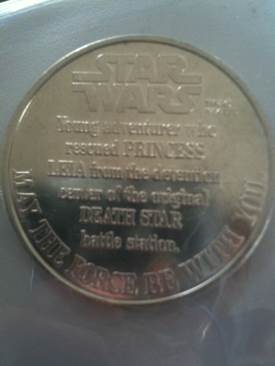 STAR
WARS
Young adventurer who
rescued PRINCESS
LEIA from the detention
center of the original
DEATH STAR
battle station.
MAY THE FORCE BE WITH YOU